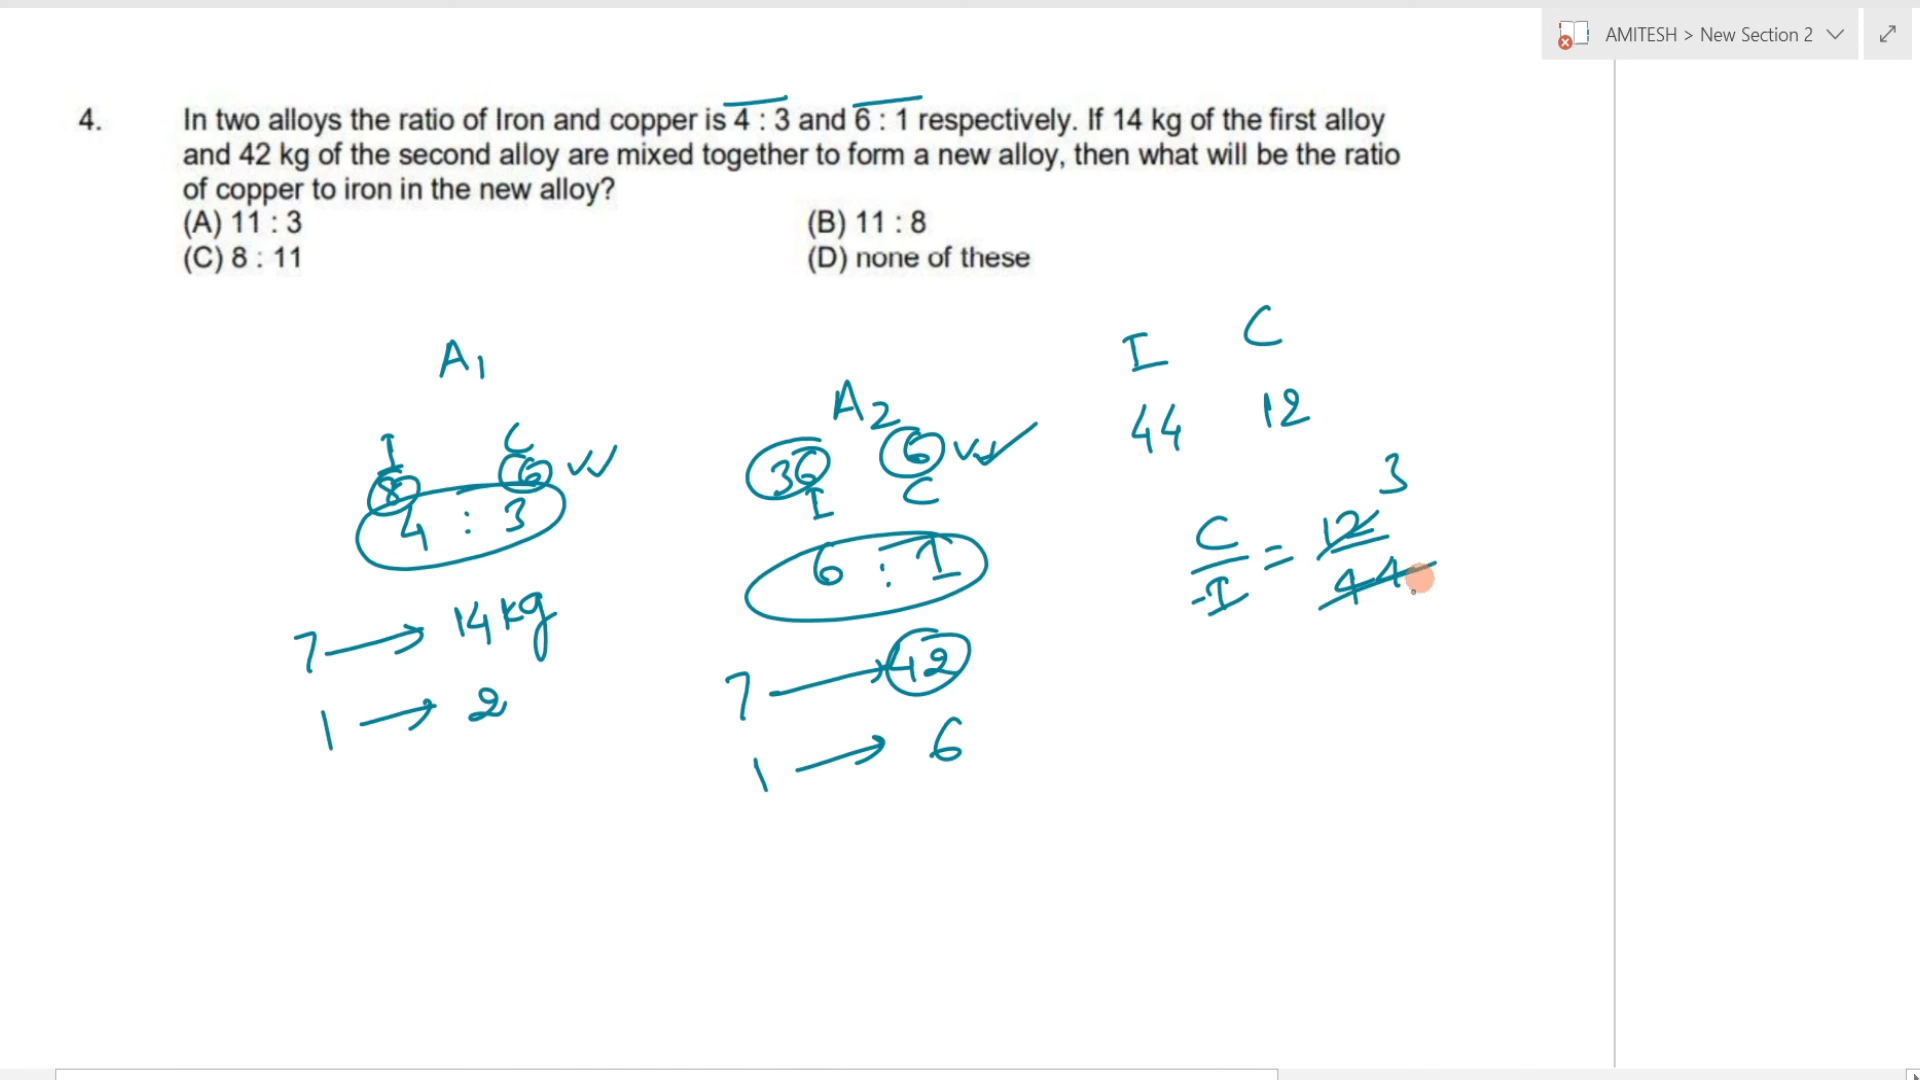 AMITESH > New Section 2
4. In two alloys the ratio of Iron and copper is 4 : 3 and 6 : 1 respectively. If 14 kg of the first alloy
and 42 kg of the second alloy are mixed together to form a new alloy, then what will be the ratio
of copper to iron in the new alloy?
(A) 11 : 3 (B) 11 : 8
(C) 8 : 11 (D) none of these
A1
I C
8 6
4 : 3
7 → 14 kg
1 → 2
A2
36 6
I C
6 : 1
7 → 42
1 → 6
I C
44 12
3
C/I = 12/44